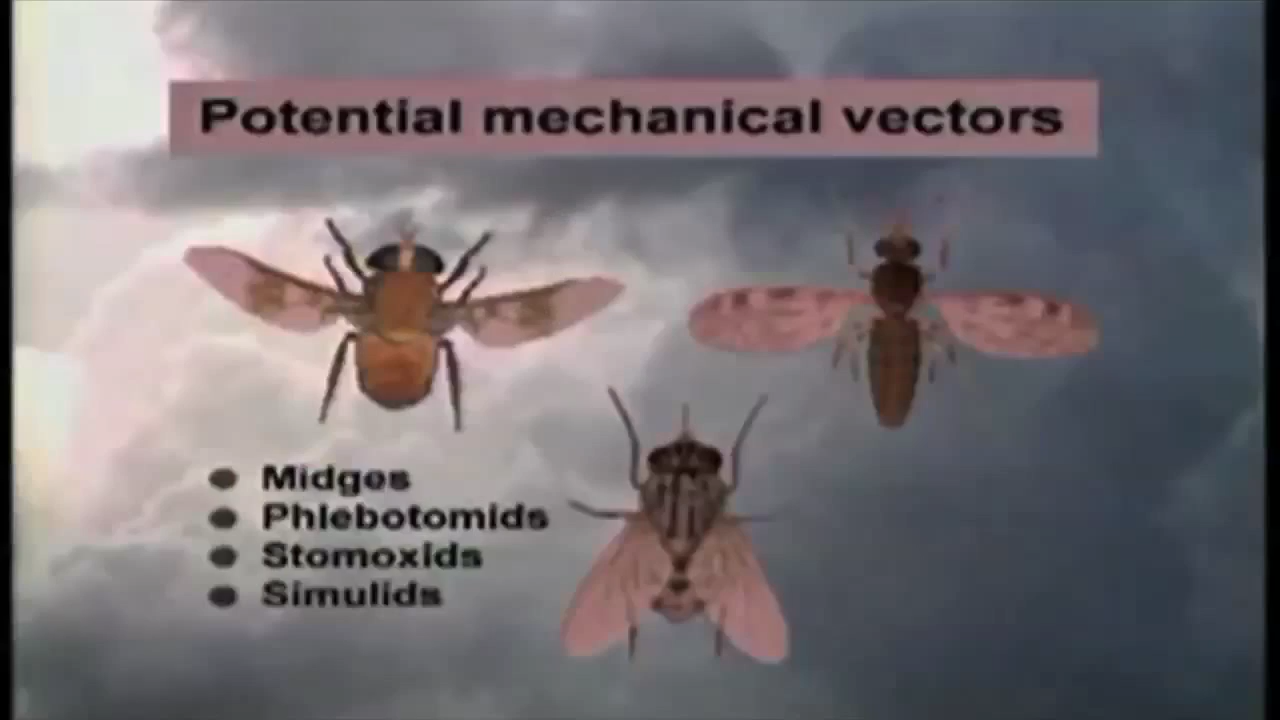 Potential mechanical vectors
Midges
Phlebotomids
Stomoxids
Simulids